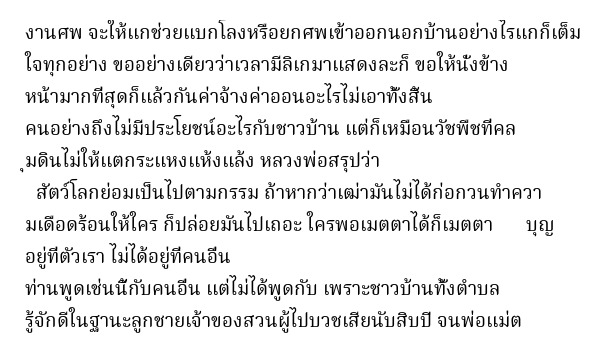 งานศพ จะให้แกช่วยแบกโลงหรือยกศพเข้าออกนอกบ้านอย่างไรแกก็เต็ม
ใจทุกอย่าง ขออย่างเดียวว่าเวลามีลิเกมาแสดงละก็ ขอให้นั่งข้าง
หน้ามากที่สุดก็แล้วกันค่าจ้างค่าออนอะไรไม่เอาทั้งสิ้น
คนอย่างถึงไม่มีประโยชน์อะไรกับชาวบ้าน แต่ก็เหมือนวัชพืชที่คล
ุมดินไม่ให้แตกระแหงแห้งแล้ง หลวงพ่อสรุปว่า
สัตว์โลกย่อมเป็นไปตามกรรม ถ้าหากว่าเฒ่ามันไม่ได้ก่อกวนทำควา
มเดือดร้อนให้ใคร ก็ปล่อยมันไปเถอะ ใครพอเมตตาได้ก็เมตตา บุญ
อยู่ที่ตัวเรา ไม่ได้อยู่ที่คนอื่น
ท่านพูดเช่นนี้กับคนอื่น แต่ไม่ได้พูดกับ เพราะชาวบ้านทั้งตำบล
รู้จักดีในฐานะลูกชายเจ้าของสวนผู้ไปบวชเสียนับสิบปี จนพ่อแม่ต